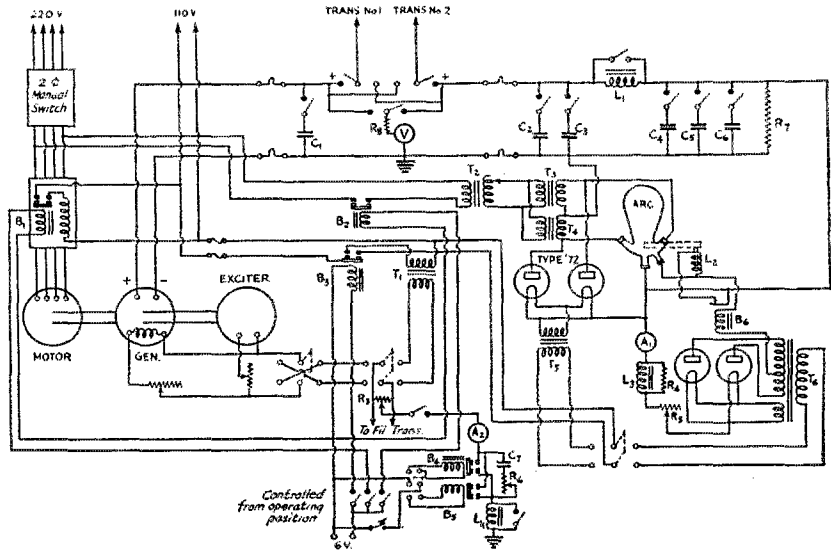 TRANS No 1 TRANS No 2
220 V 110 V
2 Φ
Manual
Switch
+ +
R8
V
C1
C2
C3
L1
C4
C5
C6
R7
T2
T3
T4
ARC
B1
B2
B3
T1
TYPE '72
L2
B6
+ -
EXCITER
MOTOR
GEN.
T5
A1
L3
R4
R5
T6
R3
To Fil Trans.
A2
B4
C7
R6
B5
L4
Controlled
from operating
position
6 V.